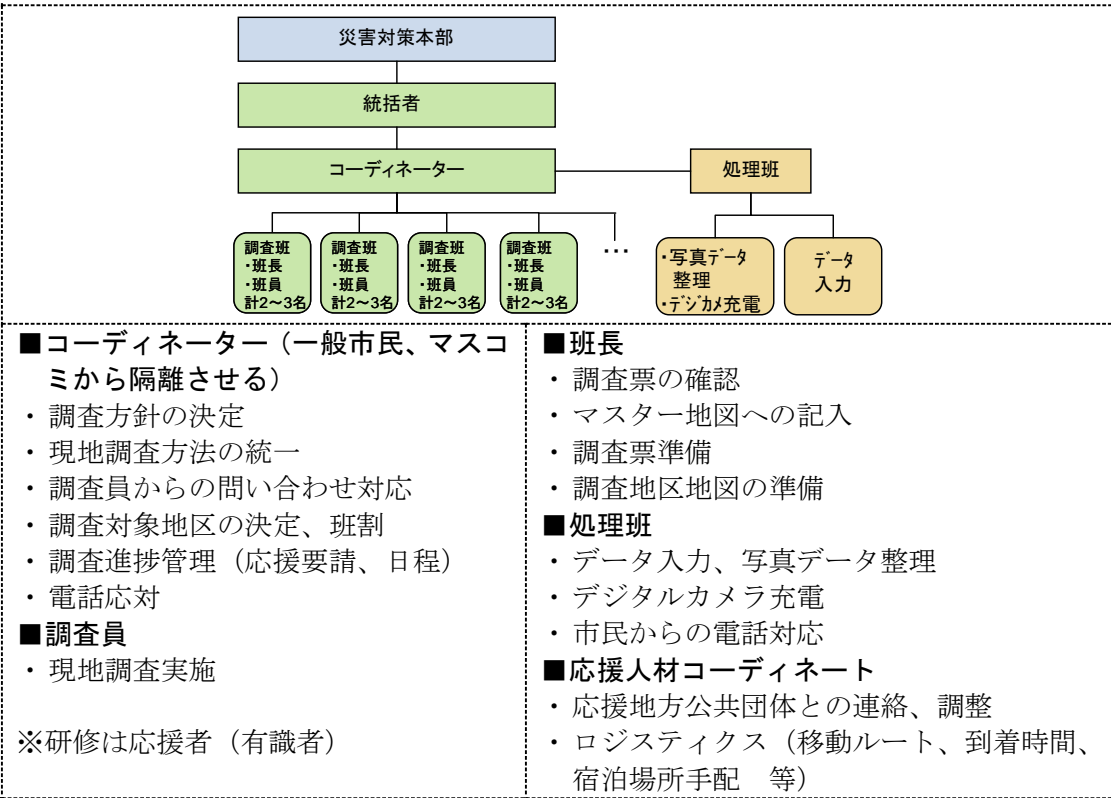 災害対策本部
統括者
コーディネーター
処理班
調査班
・班長
・班員
計2～3名
調査班
・班長
・班員
計2～3名
調査班
・班長
・班員
計2～3名
調査班
・班長
・班員
計2～3名
…
・写真ﾃﾞｰﾀ
整理
・ﾃﾞｼﾞｶﾒ充電
ﾃﾞｰﾀ
入力
■コーディネーター（一般市民、マスコ
ミから隔離させる）
・調査方針の決定
・現地調査方法の統一
・調査員からの問い合わせ対応
・調査対象地区の決定、班割
・調査進捗管理（応援要請、日程）
・電話応対
■調査員
・現地調査実施
※研修は応援者（有識者）
■班長
・調査票の確認
・マスター地図への記入
・調査票準備
・調査地区地図の準備
■処理班
・データ入力、写真データ整理
・デジタルカメラ充電
・市民からの電話対応
■応援人材コーディネート
・応援地方公共団体との連絡、調整
・ロジスティクス（移動ルート、到着時間、
宿泊場所手配　等）